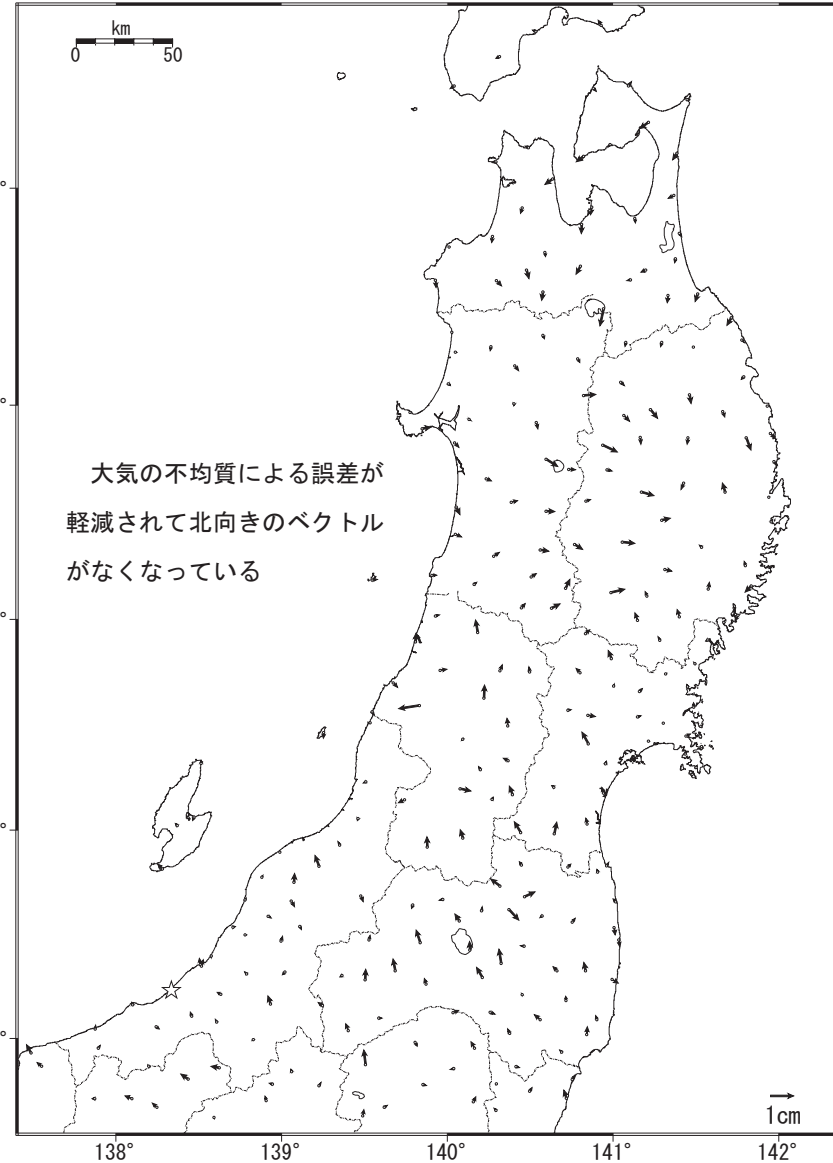 km
0 50
大気の不均質による誤差が
軽減されて北向きのベクトル
がなくなっている
1cm
138° 139° 140° 141° 142°